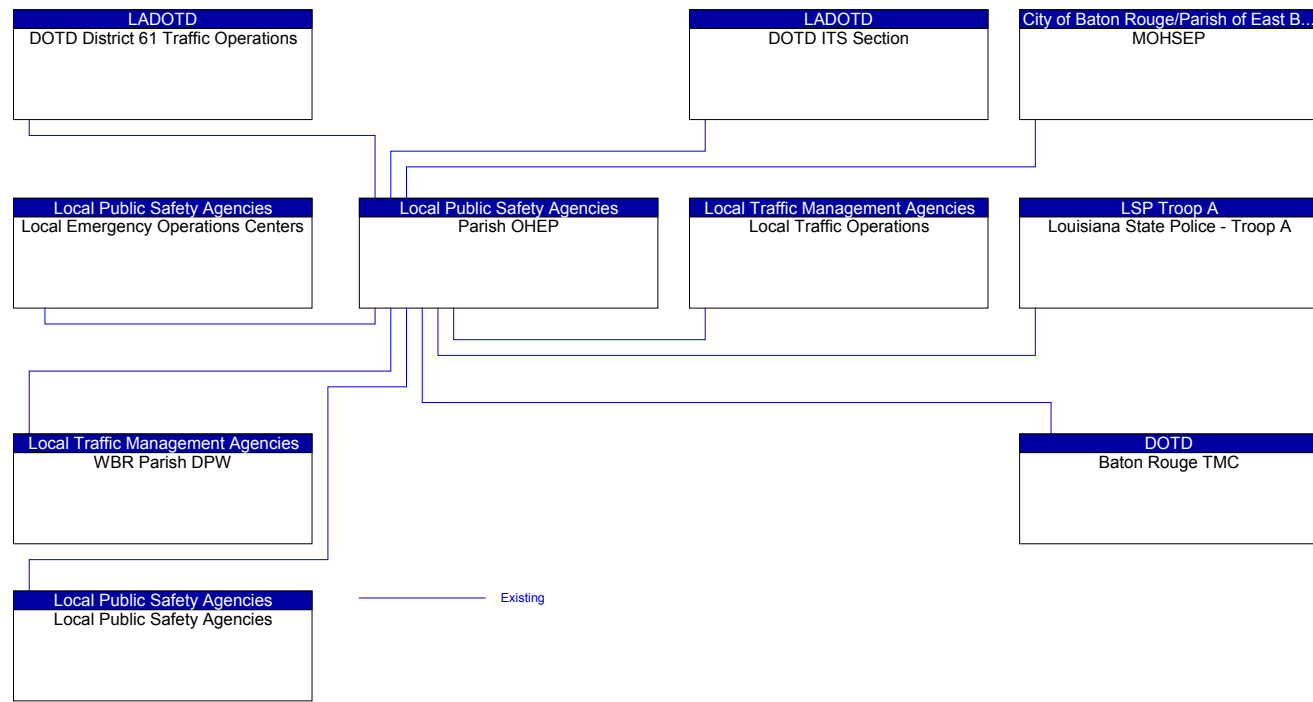 LADOTD
DOTD District 61 Traffic Operations
LADOTD
DOTD ITS Section
City of Baton Rouge/Parish of East B...
MOHSEP
Local Public Safety Agencies
Local Emergency Operations Centers
Local Public Safety Agencies
Parish OHEP
Local Traffic Management Agencies
Local Traffic Operations
LSP Troop A
Louisiana State Police - Troop A
Local Traffic Management Agencies
WBR Parish DPW
DOTD
Baton Rouge TMC
Local Public Safety Agencies
Local Public Safety Agencies
Existing